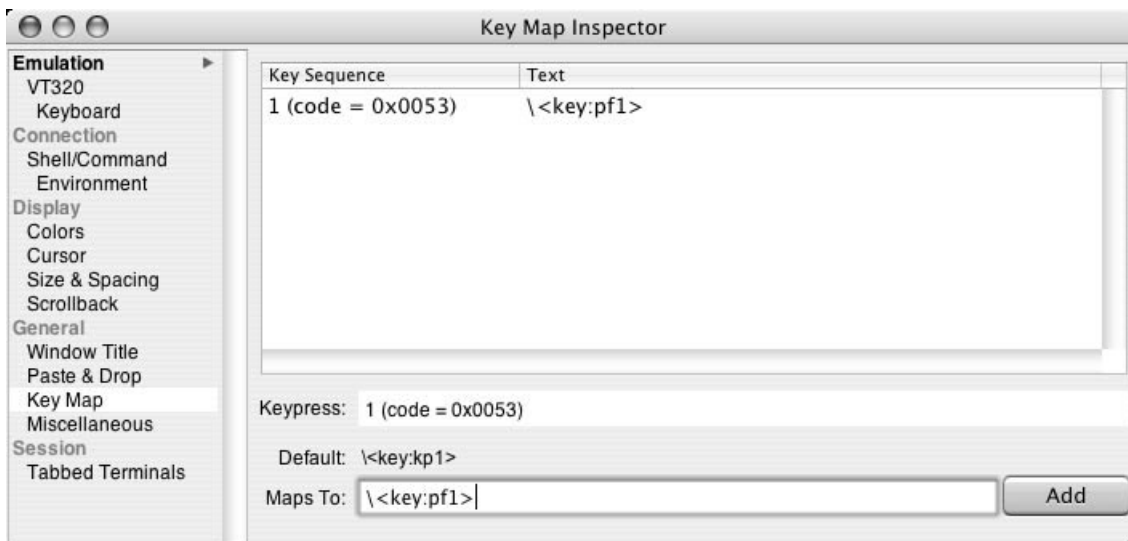 Key Map Inspector
Emulation
VT320
Keyboard
Connection
Shell/Command
Environment
Display
Colors
Cursor
Size & Spacing
Scrollback
General
Window Title
Paste & Drop
Key Map
Miscellaneous
Session
Tabbed Terminals
Key Sequence Text
1 (code = 0x0053) \<key:pf1>
Keypress: 1 (code = 0x0053)
Default: \<key:kp1>
Maps To: \<key:pf1> Add